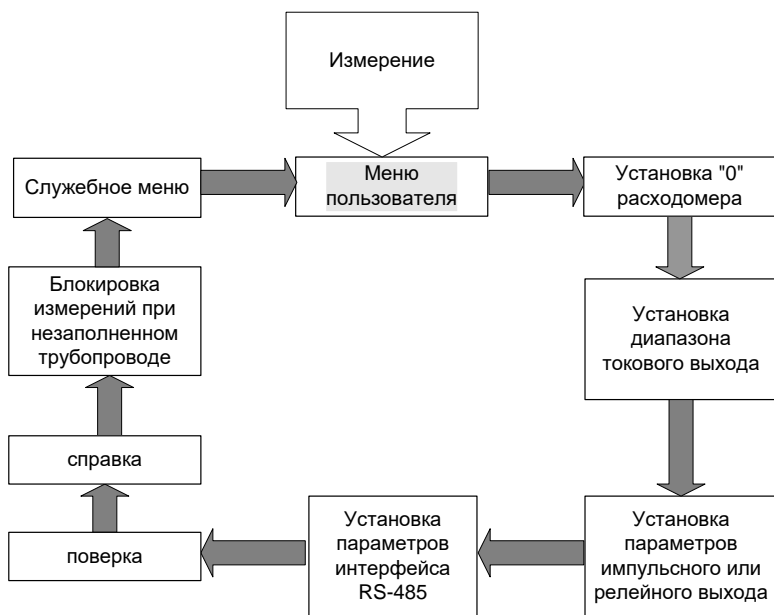 Измерение
Меню
пользователя
Установка "0"
расходомера
Установка
диапазона
токового выхода
Установка
параметров
импульсного или
релейного выхода
Установка
параметров
интерфейса
RS-485
поверка
справка
Блокировка
измерений при
незаполненном
трубопроводе
Служебное меню